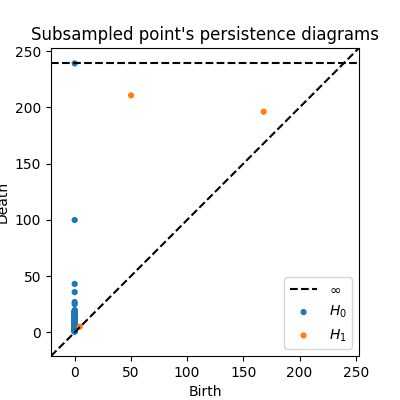 Subsampled point's persistence diagrams
Death
250
200
150
100
50
0
∞
H₀
H₁
0 50 100 150 200 250
Birth